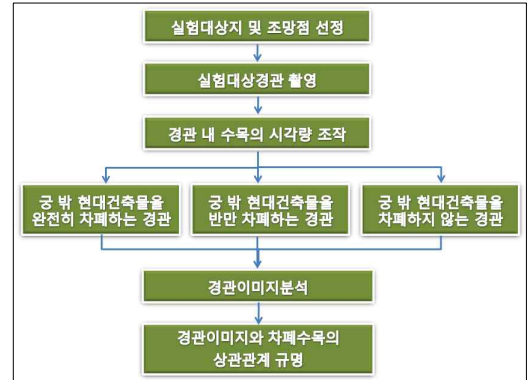 실험대상지 및 조망점 선정
실험대상경관 촬영
경관 내 수목의 시각량 조작
궁 밖 현대건축물을
완전히 차폐하는 경관
궁 밖 현대건축물을
반만 차폐하는 경관
궁 밖 현대건축물을
차폐하지 않는 경관
경관이미지분석
경관이미지와 차폐수목의
상관관계 규명